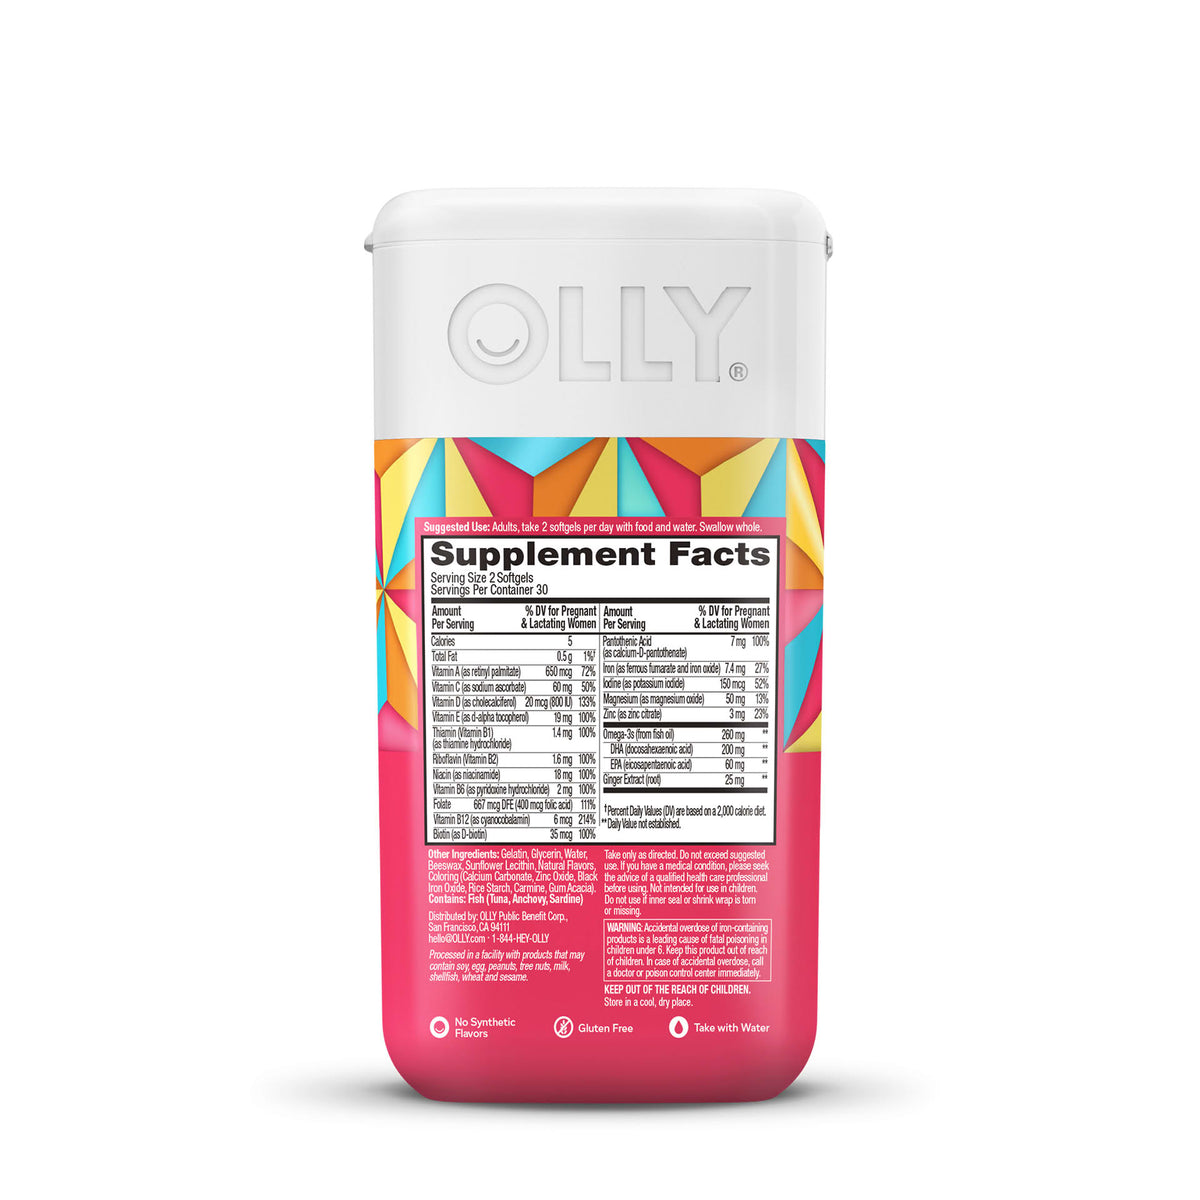 OLLY®
Suggested Use: Adults, take 2 softgels per day with food and water. Swallow whole.
Supplement Facts
Serving Size 2 Softgels
Servings Per Container 30
Amount Per Serving % DV for Pregnant & Lactating Women
Calories 5
Total Fat 0.5 g 1%†
Vitamin A (as retinyl palmitate) 650 mcg 72%
Vitamin C (as sodium ascorbate) 60 mg 50%
Vitamin D (as cholecalciferol) 20 mcg (800 IU) 133%
Vitamin E (as d-alpha tocopherol) 19 mg 100%
Thiamin (Vitamin B1) 1.4 mg 100%
(as thiamine hydrochloride)
Riboflavin (Vitamin B2) 1.6 mg 100%
Niacin (as niacinamide) 18 mg 100%
Vitamin B6 (as pyridoxine hydrochloride) 2 mg 100%
Folate 667 mcg DFE (400 mcg folic acid) 111%
Vitamin B12 (as cyanocobalamin) 6 mcg 214%
Biotin (as D-biotin) 35 mcg 100%
Amount Per Serving % DV for Pregnant & Lactating Women
Pantothenic Acid 7 mg 100%
(as calcium-D-pantothenate)
Iron (as ferrous fumarate and iron oxide) 7.4 mg 27%
Iodine (as potassium iodide) 150 mcg 52%
Magnesium (as magnesium oxide) 50 mg 13%
Zinc (as zinc citrate) 3 mg 23%
Omega-3s (from fish oil) 260 mg **
DHA (docosahexaenoic acid) 200 mg **
EPA (eicosapentaenoic acid) 60 mg **
Ginger Extract (root) 25 mg **
†Percent Daily Values (DV) are based on a 2,000 calorie diet.
**Daily Value not established.
Other Ingredients: Gelatin, Glycerin, Water,
Beeswax, Sunflower Lecithin, Natural Flavors,
Coloring (Calcium Carbonate, Zinc Oxide, Black
Iron Oxide, Rice Starch, Carmine, Gum Acacia).
Contains: Fish (Tuna, Anchovy, Sardine)
Distributed by: OLLY Public Benefit Corp.,
San Francisco, CA 94111
hello@OLLY.com · 1-844-HEY-OLLY
Processed in a facility with products that may
contain soy, egg, peanuts, tree nuts, milk,
shellfish, wheat and sesame.
Take only as directed. Do not exceed suggested
use. If you have a medical condition, please seek
the advice of a qualified health care professional
before using. Not intended for use in children.
Do not use if inner seal or shrink wrap is torn
or missing.
WARNING: Accidental overdose of iron-containing
products is a leading cause of fatal poisoning in
children under 6. Keep this product out of reach
of children. In case of accidental overdose, call
a doctor or poison control center immediately.
KEEP OUT OF THE REACH OF CHILDREN.
Store in a cool, dry place.
No Synthetic
Flavors
Gluten Free
Take with Water